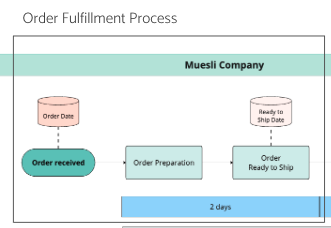 Order Fulfillment Process
Muesli Company
Order Date
Ready to
Ship Date
Order received
Order Preparation
Order
Ready to Ship
2 days